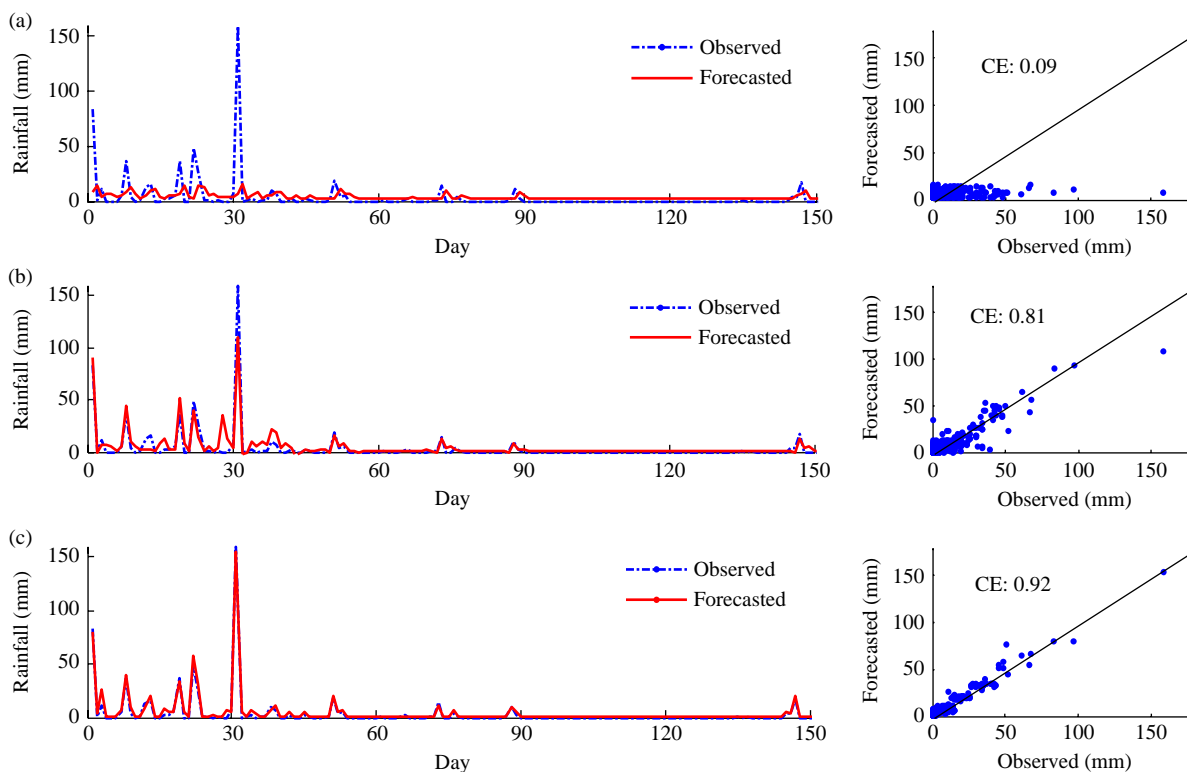 (a)
Rainfall (mm)
150
100
50
0
0 30 60 90 120 150
Day
Observed
Forecasted
Forecasted (mm)
150
100
50
0
0 50 100 150
Observed (mm)
CE: 0.09
(b)
Rainfall (mm)
150
100
50
0
0 30 60 90 120 150
Day
Observed
Forecasted
Forecasted (mm)
150
100
50
0
0 50 100 150
Observed (mm)
CE: 0.81
(c)
Rainfall (mm)
150
100
50
0
0 30 60 90 120 150
Day
Observed
Forecasted
Forecasted (mm)
150
100
50
0
0 50 100 150
Observed (mm)
CE: 0.92